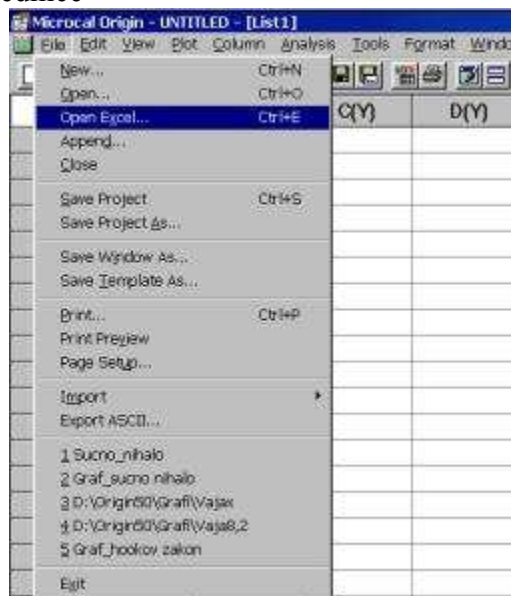 Microcal Origin - UNTITLED - [List1]
File Edit View Plot Column Analysis Tools Format
New... Ctrl+N
Open... Ctrl+O
Open Excel... Ctrl+E
Append...
Close
Save Project Ctrl+S
Save Project As...
Save Window As...
Save Template As...
Print... Ctrl+P
Print Preview
Page Setup...
Import
Export ASCII...
1 Sucno_nihalo
2 Graf_sucno nihalo
3 D:\Origin50\Grafi\Vajax
4 D:\Origin50\Grafi\Vaja8,2
5 Graf_hookov zakon
Exit
C(Y) D(Y)